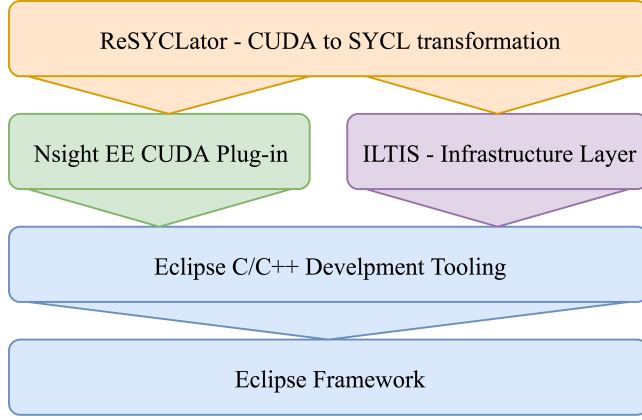 ReSYCLator - CUDA to SYCL transformation
Nsight EE CUDA Plug-in
ILTIS - Infrastructure Layer
Eclipse C/C++ Develpment Tooling
Eclipse Framework